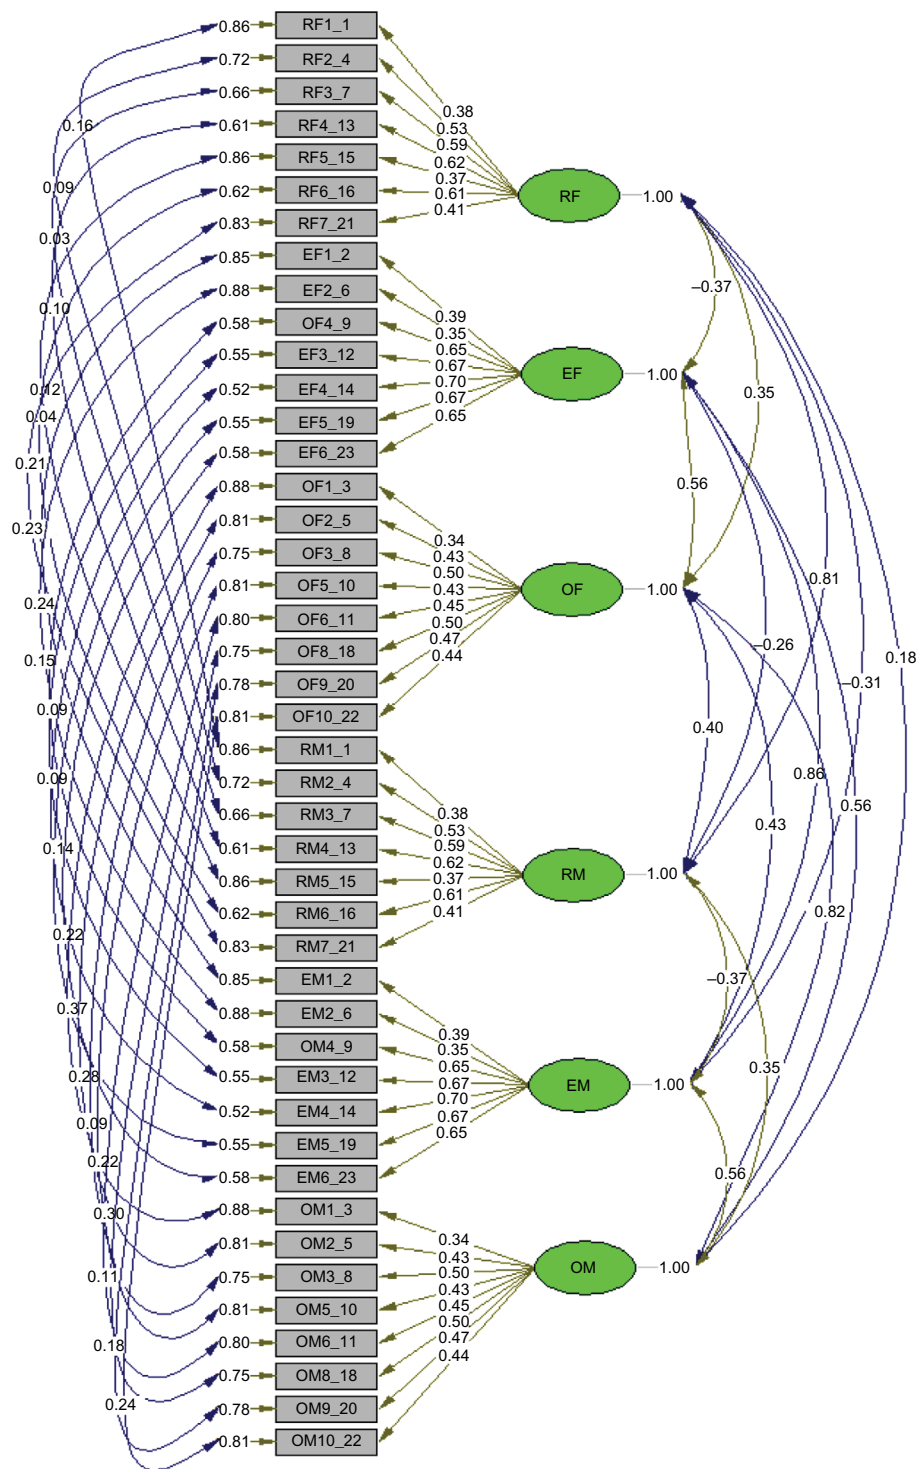 0.86 RF1_1
0.72 RF2_4
0.66 RF3_7
0.61 RF4_13
0.86 RF5_15
0.62 RF6_16
0.83 RF7_21
0.85 EF1_2
0.88 EF2_6
0.58 OF4_9
0.55 EF3_12
0.52 EF4_14
0.55 EF5_19
0.58 EF6_23
0.88 OF1_3
0.81 OF2_5
0.75 OF3_8
0.81 OF5_10
0.80 OF6_11
0.75 OF8_18
0.78 OF9_20
0.81 OF10_22
0.86 RM1_1
0.72 RM2_4
0.66 RM3_7
0.61 RM4_13
0.86 RM5_15
0.62 RM6_16
0.83 RM7_21
0.85 EM1_2
0.88 EM2_6
0.58 OM4_9
0.55 EM3_12
0.52 EM4_14
0.55 EM5_19
0.58 EM6_23
0.88 OM1_3
0.81 OM2_5
0.75 OM3_8
0.81 OM5_10
0.80 OM6_11
0.75 OM8_18
0.78 OM9_20
0.81 OM10_22
0.16
0.09
0.03
0.10
0.12
0.04
0.21
0.23
0.24
0.15
0.09
0.09
0.14
0.22
0.37
0.28
0.09
0.22
0.30
0.11
0.18
0.24
0.38
0.53
0.59
0.62
0.37
0.61
0.41
RF 1.00
0.39
0.35
0.65
0.67
0.70
0.67
0.65
EF 1.00
0.34
0.43
0.50
0.43
0.45
0.50
0.47
0.44
OF 1.00
0.38
0.53
0.59
0.62
0.37
0.61
0.41
RM 1.00
0.39
0.35
0.65
0.67
0.70
0.67
0.65
EM 1.00
0.34
0.43
0.50
0.43
0.45
0.50
0.47
0.44
OM 1.00
–0.37
0.35
0.56
0.81
–0.26
0.18
–0.31
0.40
0.86
0.56
0.43
0.82
–0.37
0.35
0.56